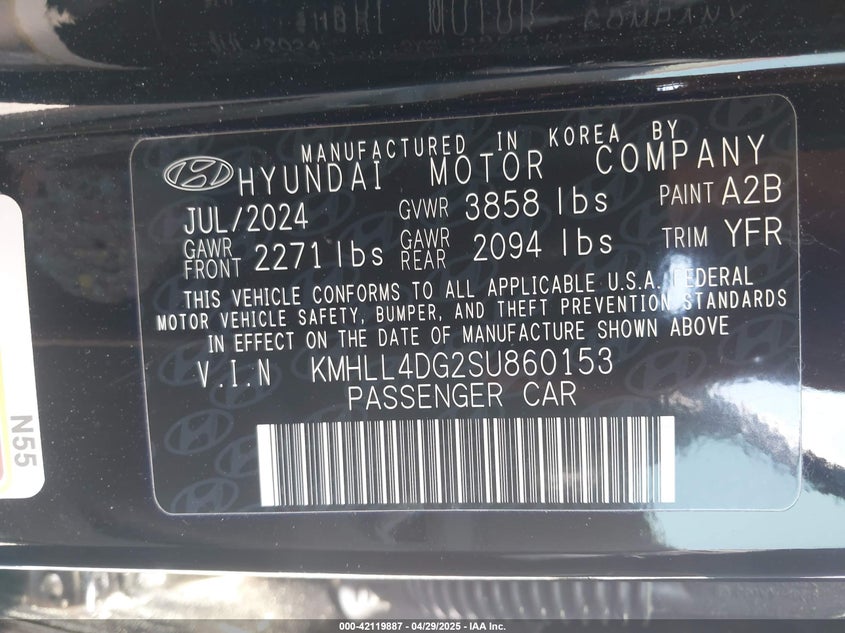 MANUFACTURED IN KOREA BY
HYUNDAI MOTOR COMPANY
JUL/2024 GVWR 3858 lbs PAINT A2B
GAWR FRONT 2271 lbs GAWR REAR 2094 lbs TRIM YFR
THIS VEHICLE CONFORMS TO ALL APPLICABLE U.S.A. FEDERAL
MOTOR VEHICLE SAFETY, BUMPER, AND THEFT PREVENTION STANDARDS
IN EFFECT ON THE DATE OF MANUFACTURE SHOWN ABOVE
V.I.N KMHLL4DG2SU860153
PASSENGER CAR
N55
000-42119887 - 04/29/2025 - IAA Inc.